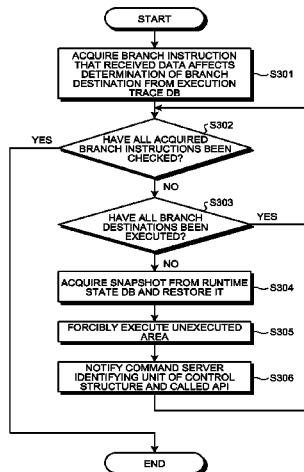 START
ACQUIRE BRANCH INSTRUCTION
THAT RECEIVED DATA AFFECTS
DETERMINATION OF BRANCH
DESTINATION FROM EXECUTION
TRACE DB
S301
S302
YES
HAVE ALL ACQUIRED
BRANCH INSTRUCTIONS BEEN
CHECKED?
NO
S303
HAVE ALL BRANCH
DESTINATIONS BEEN
EXECUTED?
YES
NO
ACQUIRE SNAPSHOT FROM RUNTIME
STATE DB AND RESTORE IT
S304
FORCIBLY EXECUTE UNEXECUTED
AREA
S305
NOTIFY COMMAND SERVER
IDENTIFYING UNIT OF CONTROL
STRUCTURE AND CALLED API
S306
END